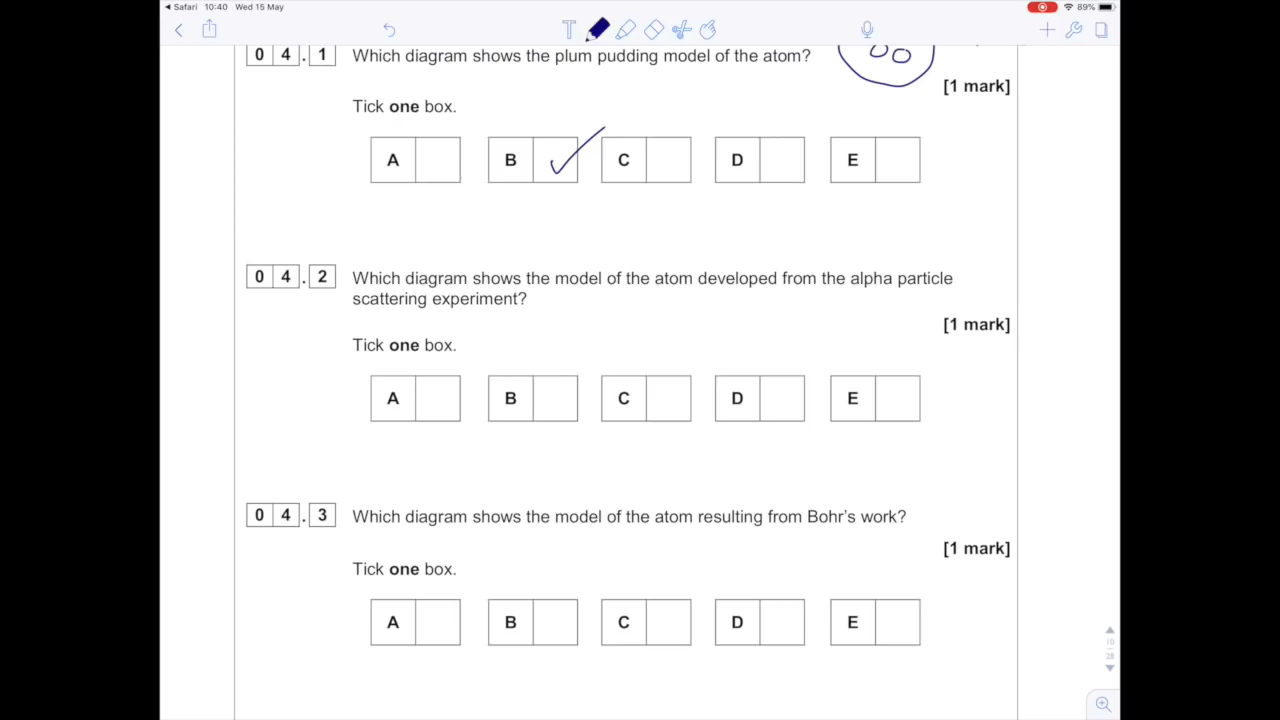 Safari 10:40 Wed 15 May 89%
T
0 4 . 1 Which diagram shows the plum pudding model of the atom?
[1 mark]
Tick one box.
A B C D E
0 4 . 2 Which diagram shows the model of the atom developed from the alpha particle
scattering experiment?
[1 mark]
Tick one box.
A B C D E
0 4 . 3 Which diagram shows the model of the atom resulting from Bohr's work?
[1 mark]
Tick one box.
A B C D E
10
28